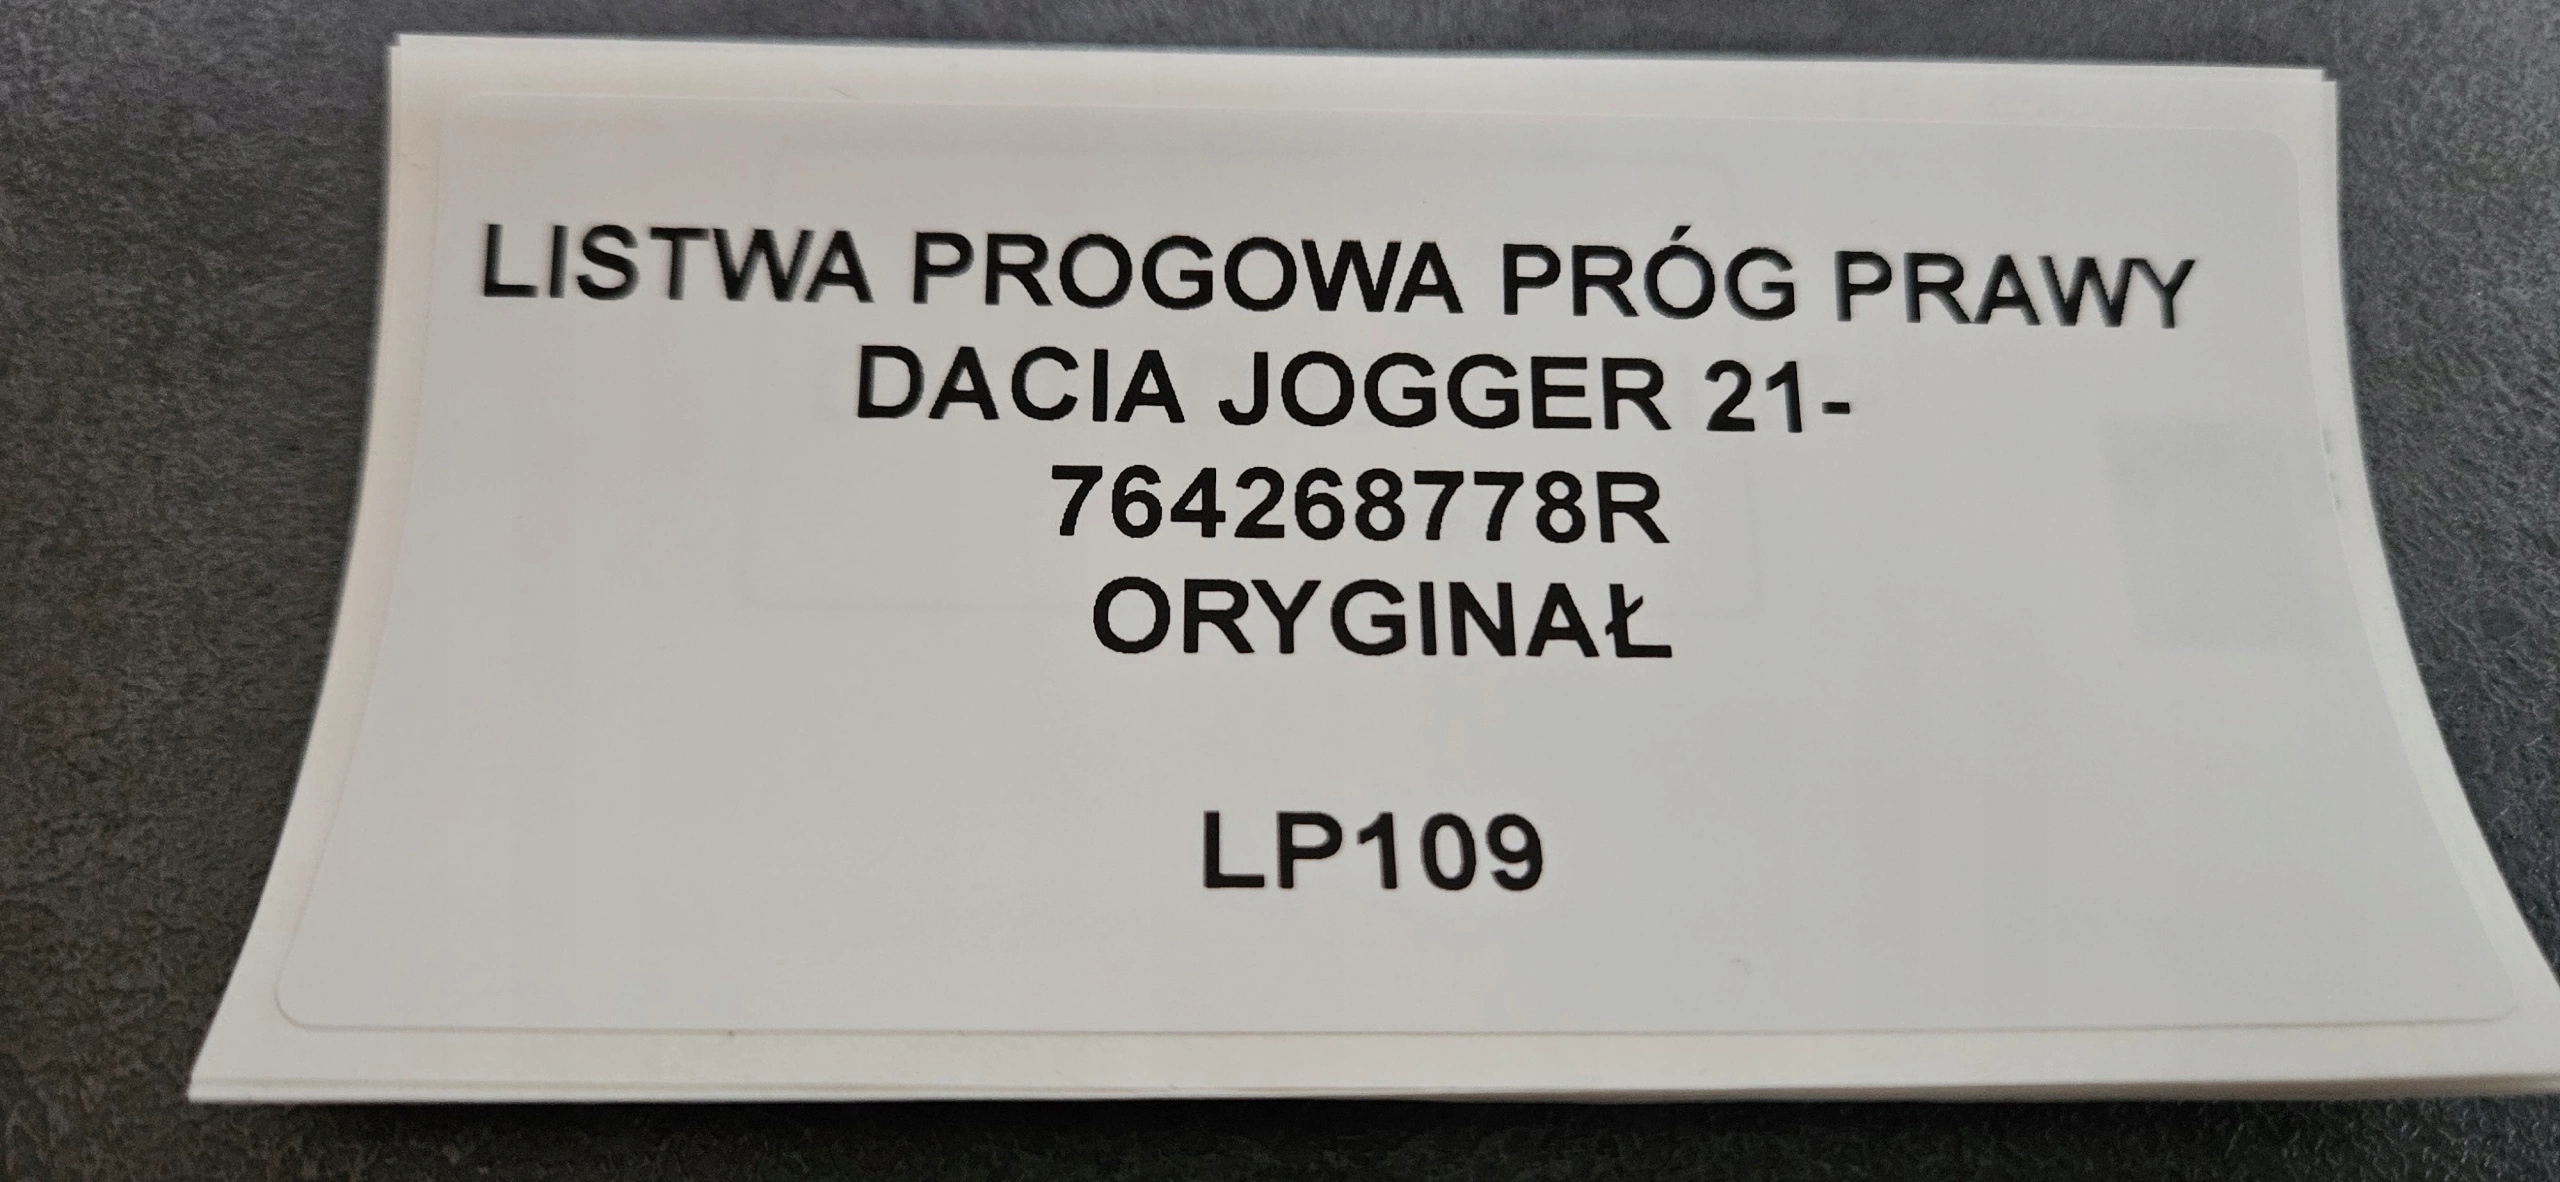 LISTWA PROGOWA PRÓG PRAWY
DACIA JOGGER 21-
764268778R
ORYGINAŁ
LP109